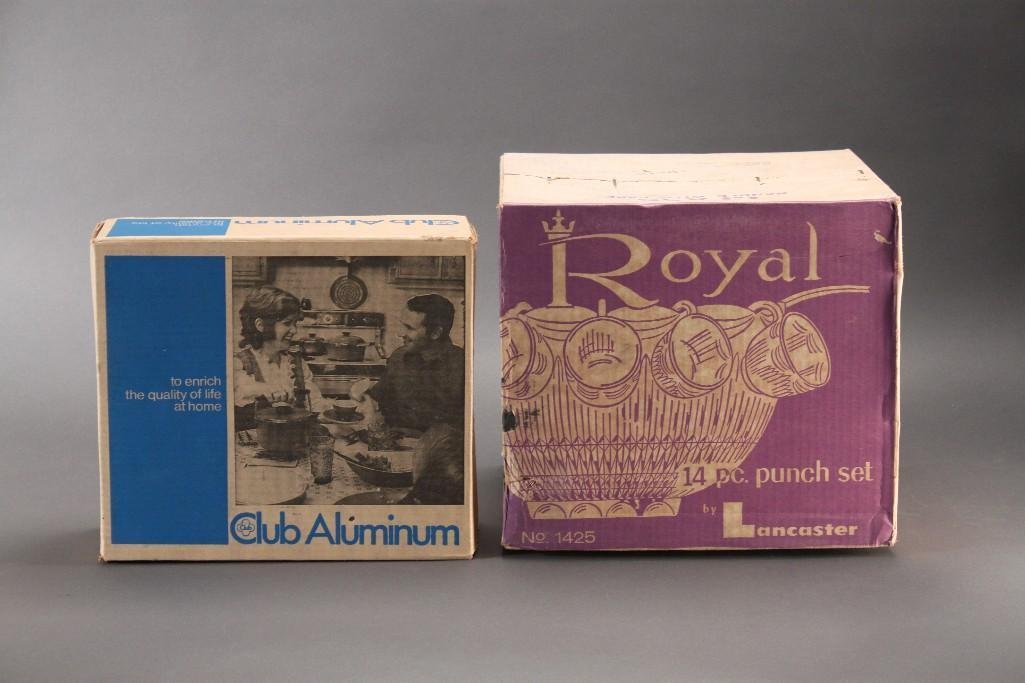 Club Aluminum
to enrich
the quality of life
at home
Club
Club Aluminum
Royal
14 pc. punch set
by Lancaster
No. 1425